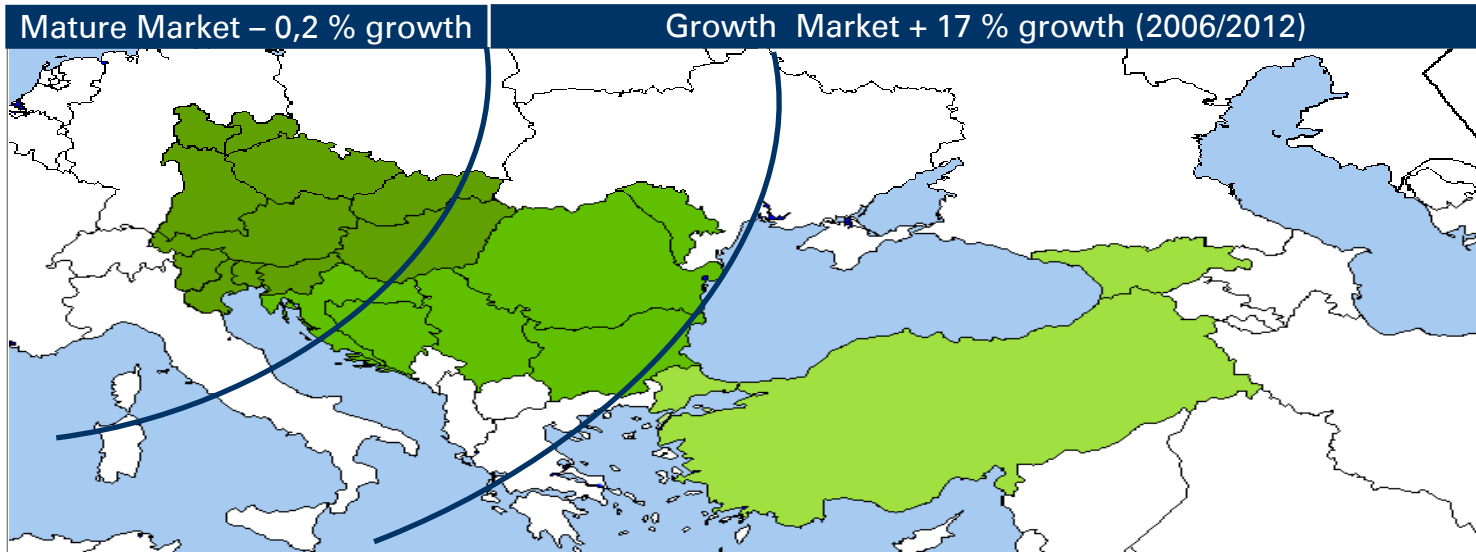 Mature Market – 0,2 % growth
Growth Market + 17 % growth (2006/2012)